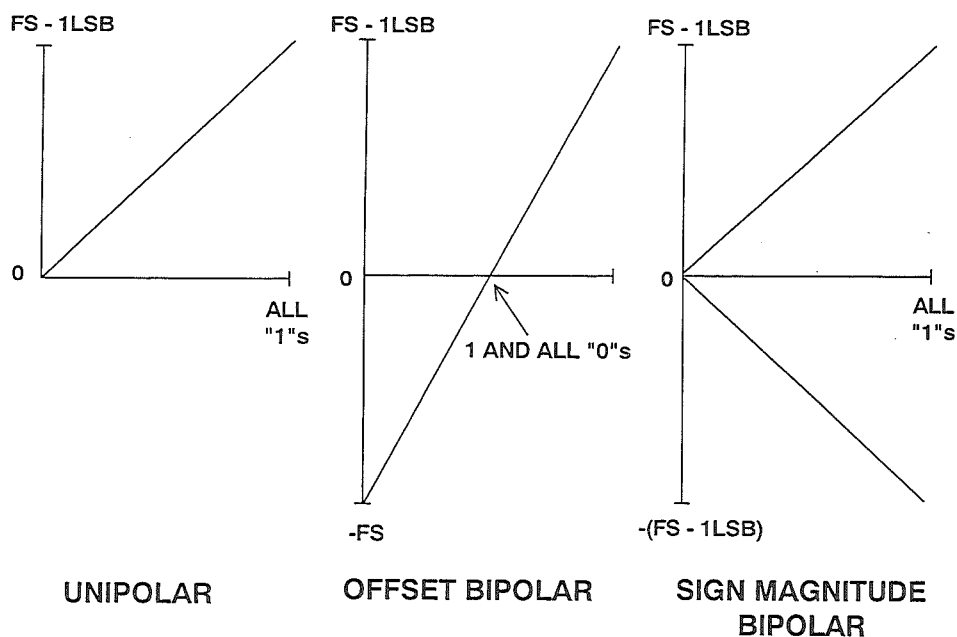 FS - 1LSB
FS - 1LSB
FS - 1LSB
0
0
0
ALL
"1"s
1 AND ALL "0"s
ALL
"1"s
-FS
-(FS - 1LSB)
UNIPOLAR
OFFSET BIPOLAR
SIGN MAGNITUDE
BIPOLAR